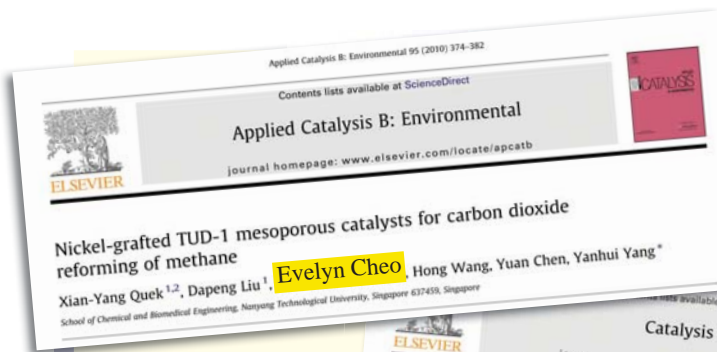 Applied Catalysis B: Environmental 95 (2010) 374–382
Contents lists available at ScienceDirect
Applied Catalysis B: Environmental
journal homepage: www.elsevier.com/locate/apcatb
ELSEVIER
CATALYSIS
Nickel-grafted TUD-1 mesoporous catalysts for carbon dioxide
reforming of methane
Xian-Yang Quek 1,2, Dapeng Liu 1, Evelyn Cheo, Hong Wang, Yuan Chen, Yanhui Yang *
School of Chemical and Biomedical Engineering, Nanyang Technological University, Singapore 637459, Singapore
lists available
Catalysis
ELSEVIER